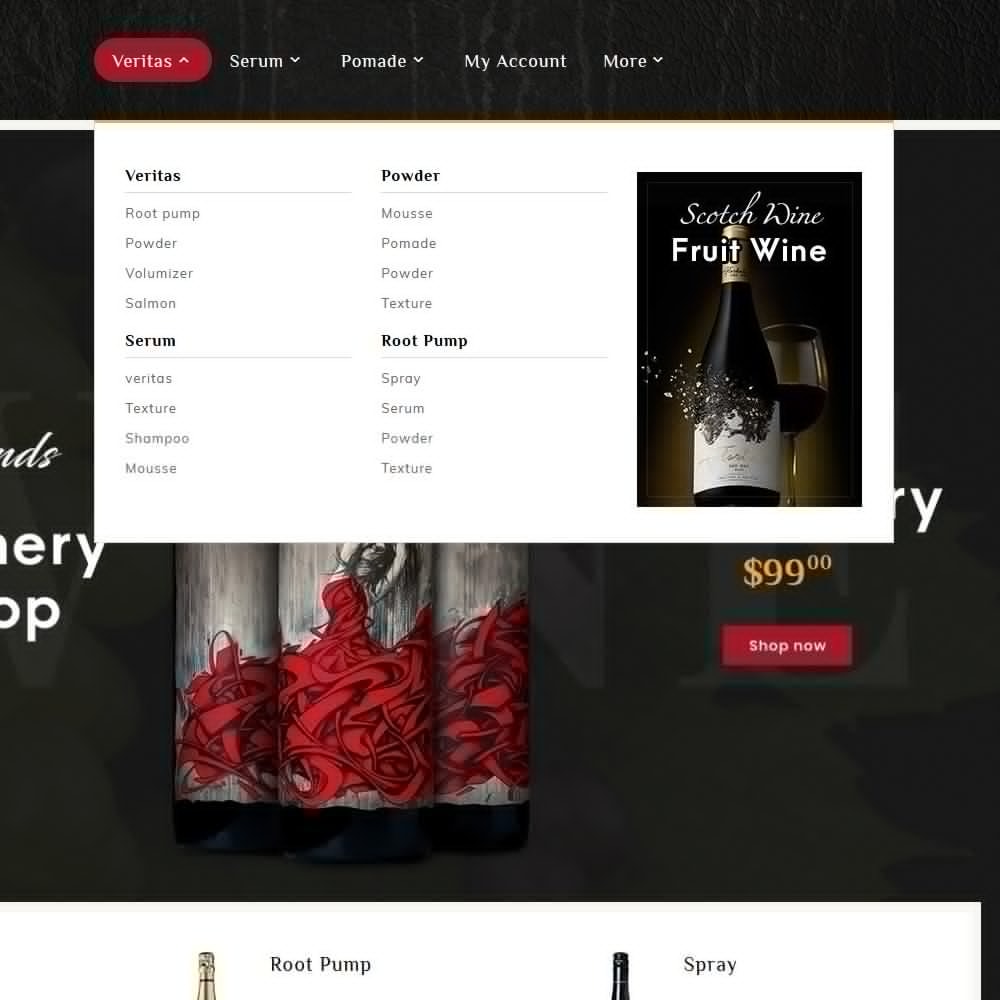 Veritas Serum Pomade My Account More
Veritas
Root pump
Powder
Volumizer
Salmon
Serum
veritas
Texture
Shampoo
Mousse
Powder
Mousse
Pomade
Powder
Texture
Root Pump
Spray
Serum
Powder
Texture
Scotch Wine
Fruit Wine
nds
nery
op
ry
$9900
Shop now
Root Pump
Spray